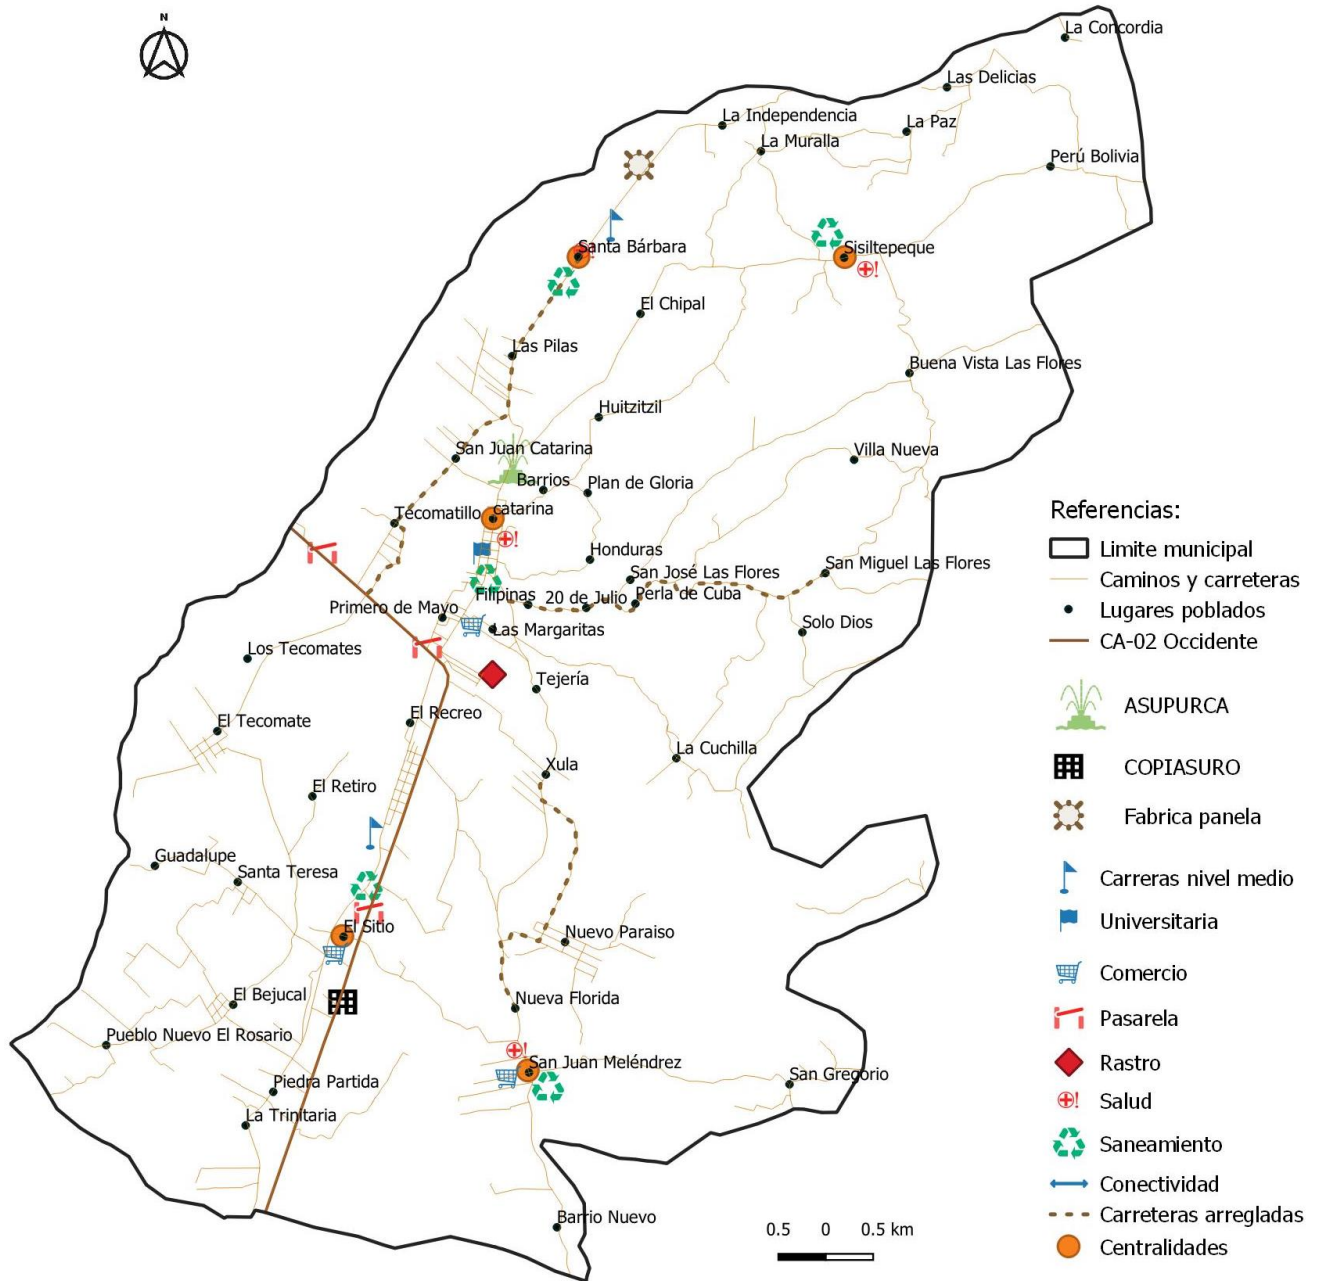 N
La Concordia
Las Delicias
La Independencia
La Paz
La Muralla
Perú Bolivia
Santa Bárbara
Sisiltepeque
El Chipal
Las Pilas
Buena Vista Las Flores
Huitzitzil
San Juan Catarina
Villa Nueva
Barrios
Plan de Gloria
Tecomatillo
catarina
Honduras
San José Las Flores
San Miguel Las Flores
Filipinas
20 de Julio
Perla de Cuba
Primero de Mayo
Las Margaritas
Solo Dios
Los Tecomates
Tejería
El Tecomate
El Recreo
La Cuchilla
Xula
El Retiro
Guadalupe
Santa Teresa
El Sitio
Nuevo Paraiso
El Bejucal
Nueva Florida
Pueblo Nuevo El Rosario
San Juan Meléndrez
Piedra Partida
San Gregorio
La Trinitaria
Barrio Nuevo
0.5 0 0.5 km
Referencias:
Limite municipal
Caminos y carreteras
Lugares poblados
CA-02 Occidente
ASUPURCA
COPIASURO
Fabrica panela
Carreras nivel medio
Universitaria
Comercio
Pasarela
Rastro
Salud
Saneamiento
Conectividad
Carreteras arregladas
Centralidades